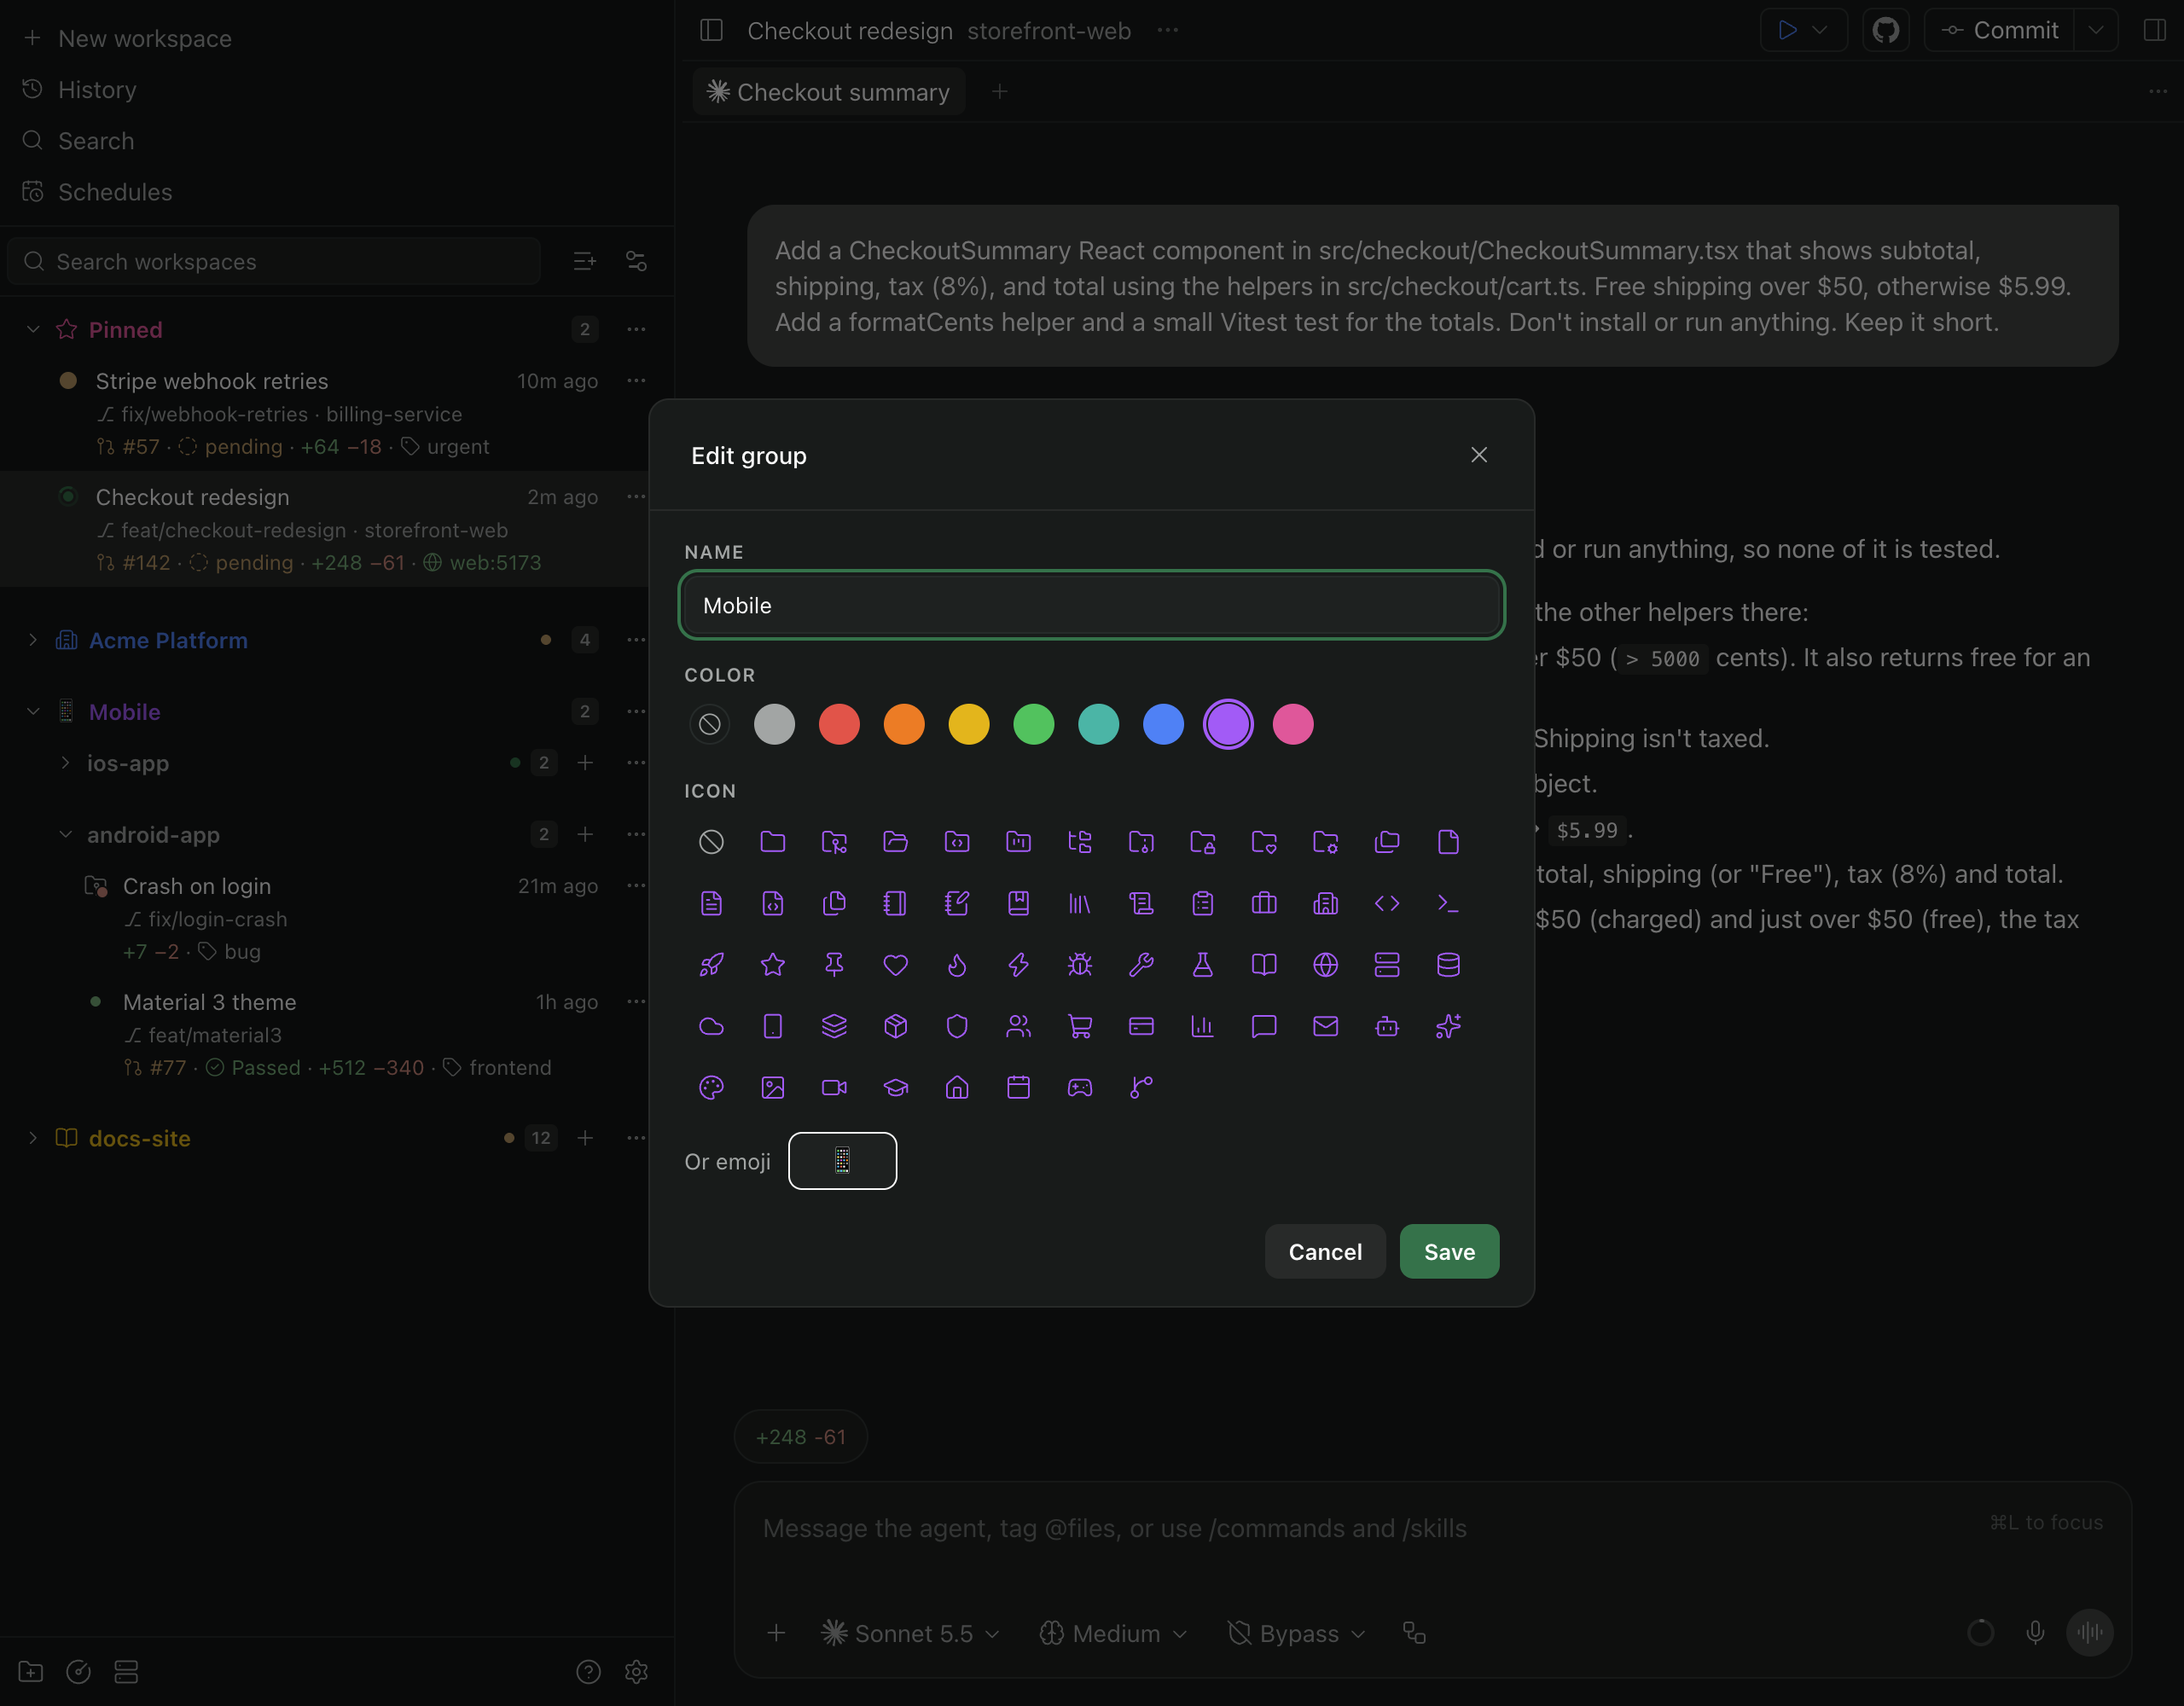 New workspace
History
Search
Schedules
Search workspaces
Pinned 2
Stripe webhook retries 10m ago
fix/webhook-retries · billing-service
#57 · pending · +64 −18 · urgent
Checkout redesign 2m ago
feat/checkout-redesign · storefront-web
#142 · pending · +248 −61 · web:5173
Acme Platform 4
Mobile 2
ios-app 2
android-app 2
Crash on login 21m ago
fix/login-crash
+7 −2 · bug
Material 3 theme 1h ago
feat/material3
#77 · Passed · +512 −340 · frontend
docs-site 12
Checkout redesign storefront-web
Commit
Checkout summary
Add a CheckoutSummary React component in src/checkout/CheckoutSummary.tsx that shows subtotal,
shipping, tax (8%), and total using the helpers in src/checkout/cart.ts. Free shipping over $50, otherwise $5.99.
Add a formatCents helper and a small Vitest test for the totals. Don't install or run anything. Keep it short.
or run anything, so none of it is tested.
the other helpers there:
$50 ( > 5000 cents). It also returns free for an
Shipping isn't taxed.
$5.99 .
total, shipping (or "Free"), tax (8%) and total.
$50 (charged) and just over $50 (free), the tax
Edit group
NAME
Mobile
COLOR
ICON
Or emoji
Cancel
Save
+248 -61
Message the agent, tag @files, or use /commands and /skills
⌘L to focus
Sonnet 5.5 Medium Bypass